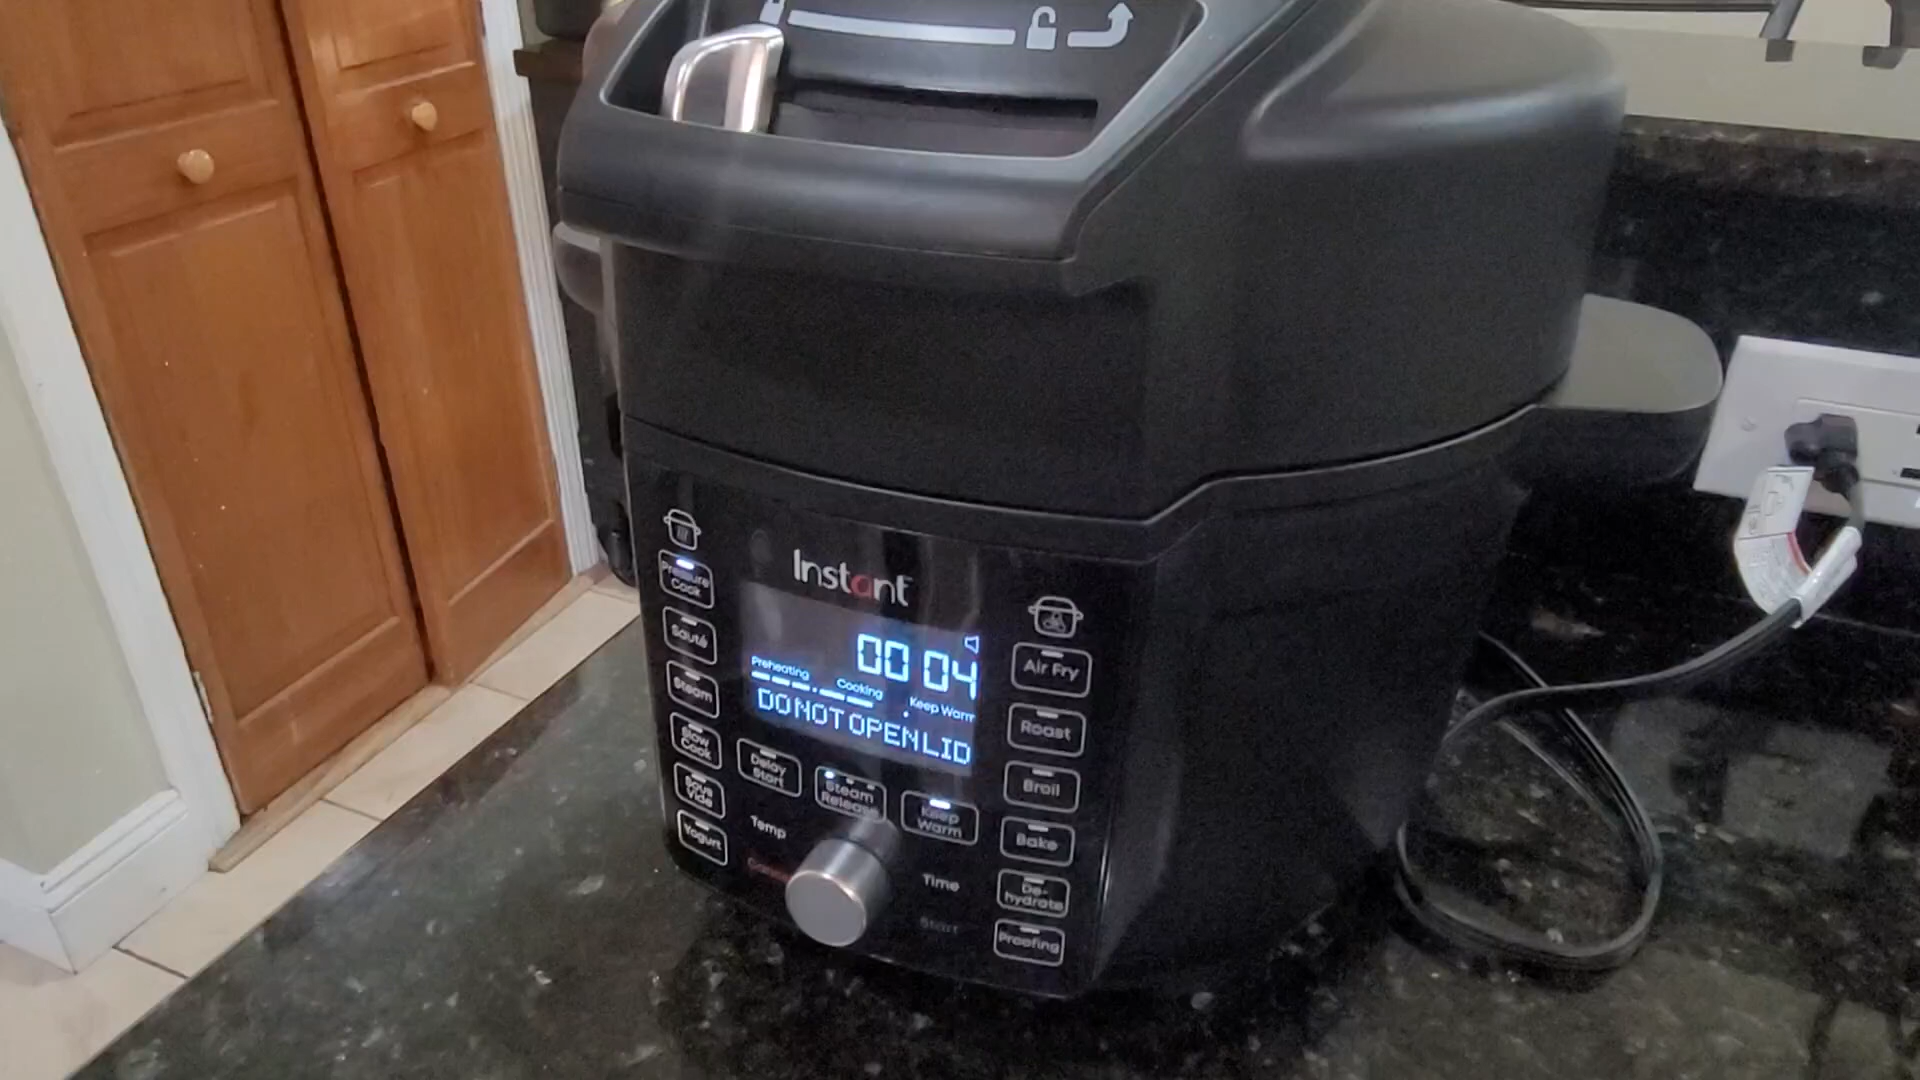 Instant
00 04
Preheating
Cooking
Keep Warm
DO NOT OPEN LID
Pressure
Cook
Sauté
Steam
Slow
Cook
Sous
Vide
Yogurt
Delay
Start
Steam
Release
Keep
Warm
Temp
Time
Start
Air Fry
Roast
Broil
Bake
De-
hydrate
Proofing